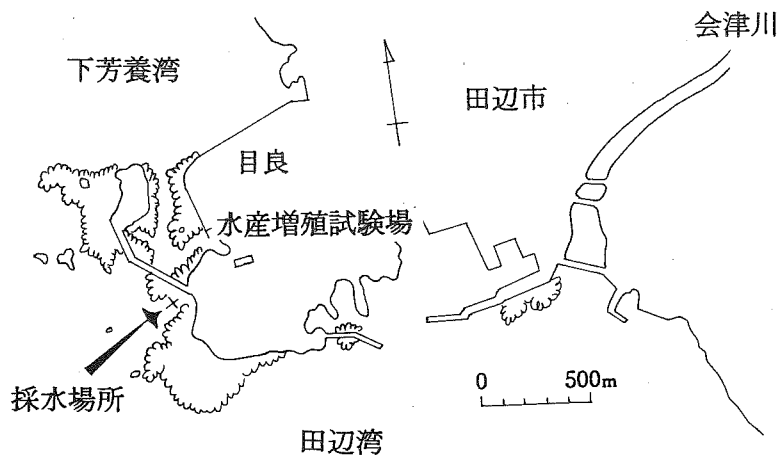 会津川
下芳養湾
田辺市
目良
水産増殖試験場
採水場所
0 500m
田辺湾